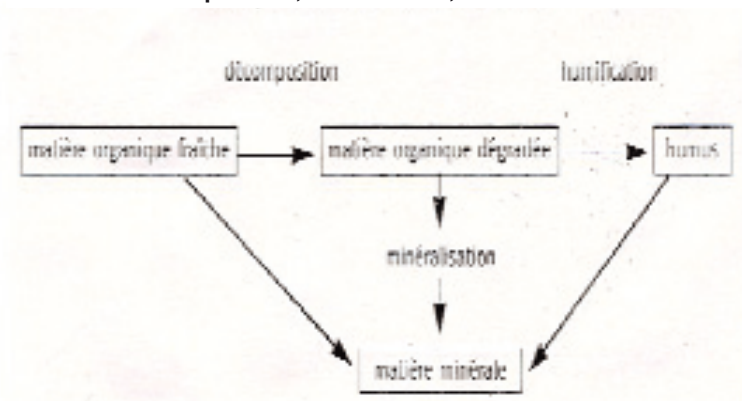 décomposition humification
matière organique fraîche matière organique dégradée humus
minéralisation
matière minérale